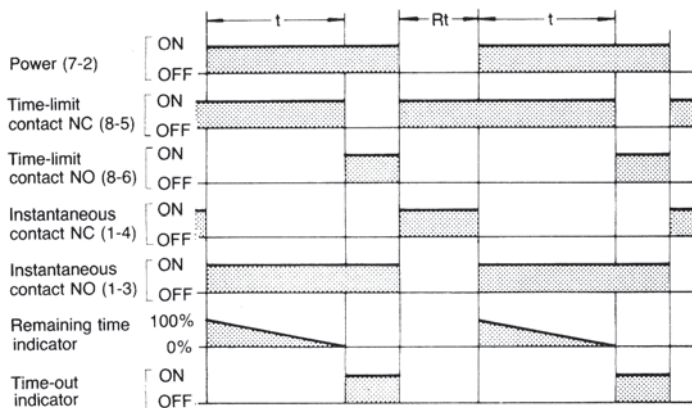 t Rt t
Power (7-2) ON
OFF
Time-limit ON
contact NC (8-5) OFF
Time-limit ON
contact NO (8-6) OFF
Instantaneous ON
contact NC (1-4) OFF
Instantaneous ON
contact NO (1-3) OFF
Remaining time 100%
indicator 0%
Time-out ON
indicator OFF